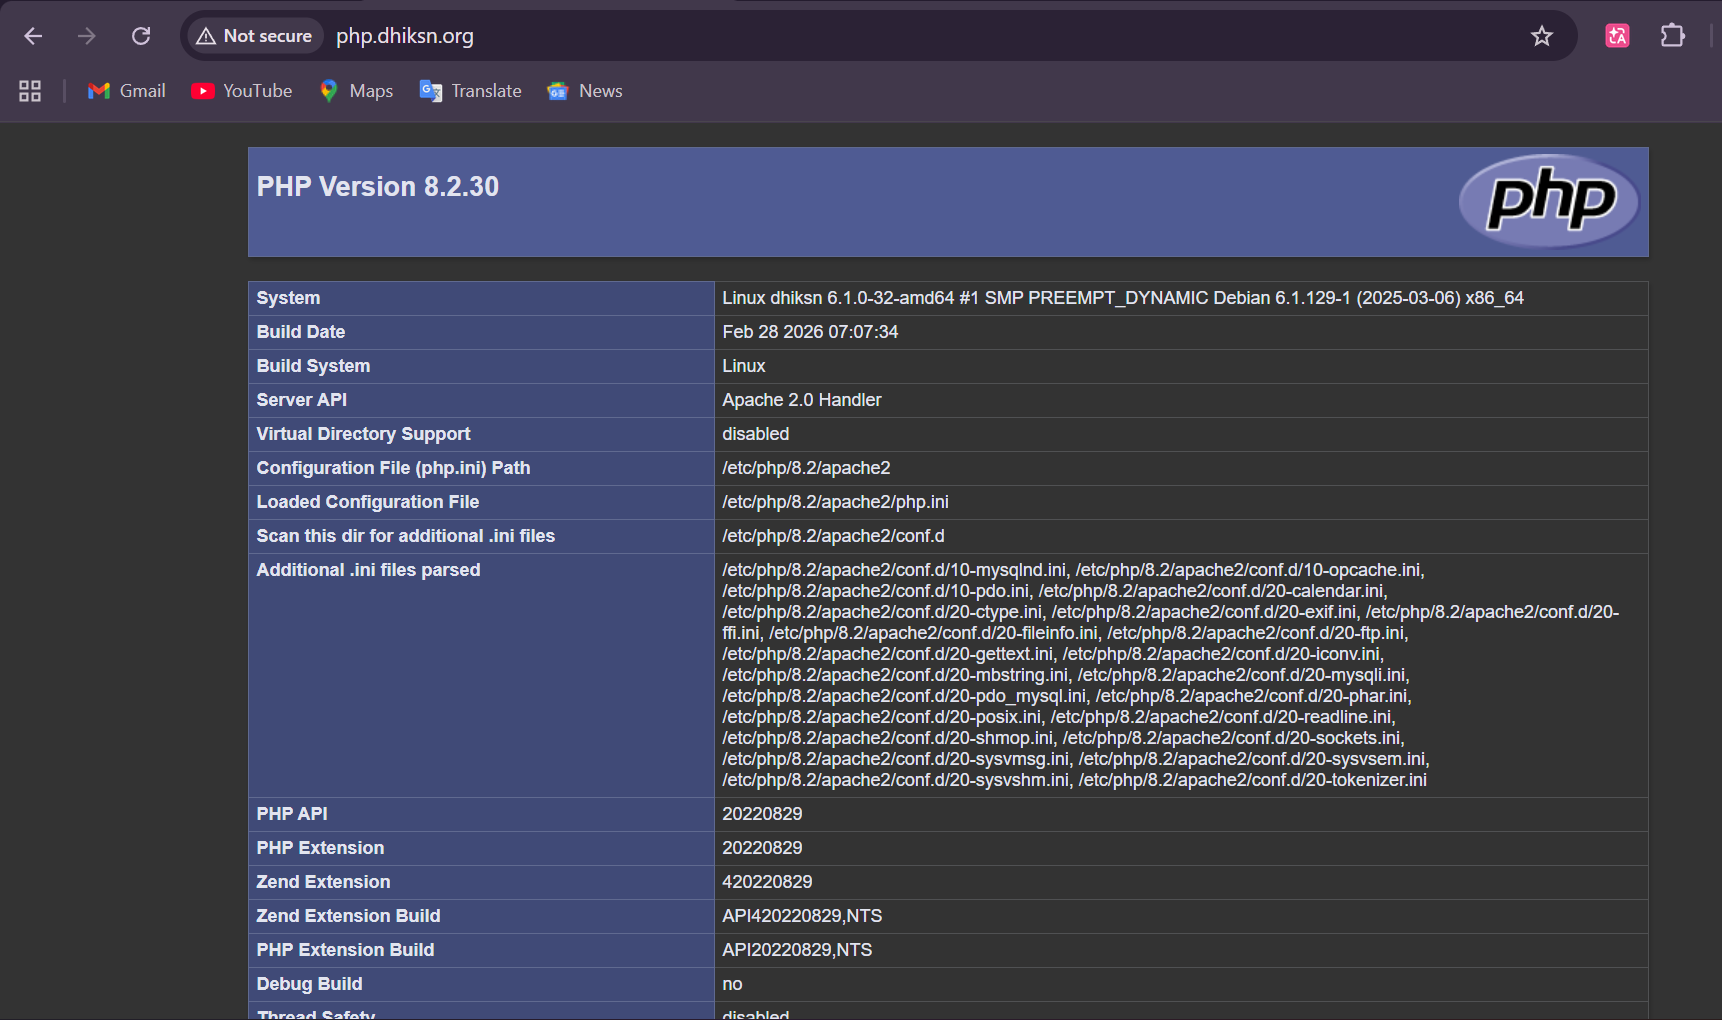 Not secure php.dhiksn.org
Gmail YouTube Maps Translate News
PHP Version 8.2.30
php
System Linux dhiksn 6.1.0-32-amd64 #1 SMP PREEMPT_DYNAMIC Debian 6.1.129-1 (2025-03-06) x86_64
Build Date Feb 28 2026 07:07:34
Build System Linux
Server API Apache 2.0 Handler
Virtual Directory Support disabled
Configuration File (php.ini) Path /etc/php/8.2/apache2
Loaded Configuration File /etc/php/8.2/apache2/php.ini
Scan this dir for additional .ini files /etc/php/8.2/apache2/conf.d
Additional .ini files parsed /etc/php/8.2/apache2/conf.d/10-mysqlnd.ini, /etc/php/8.2/apache2/conf.d/10-opcache.ini,
/etc/php/8.2/apache2/conf.d/10-pdo.ini, /etc/php/8.2/apache2/conf.d/20-calendar.ini,
/etc/php/8.2/apache2/conf.d/20-ctype.ini, /etc/php/8.2/apache2/conf.d/20-exif.ini, /etc/php/8.2/apache2/conf.d/20-
ffi.ini, /etc/php/8.2/apache2/conf.d/20-fileinfo.ini, /etc/php/8.2/apache2/conf.d/20-ftp.ini,
/etc/php/8.2/apache2/conf.d/20-gettext.ini, /etc/php/8.2/apache2/conf.d/20-iconv.ini,
/etc/php/8.2/apache2/conf.d/20-mbstring.ini, /etc/php/8.2/apache2/conf.d/20-mysqli.ini,
/etc/php/8.2/apache2/conf.d/20-pdo_mysql.ini, /etc/php/8.2/apache2/conf.d/20-phar.ini,
/etc/php/8.2/apache2/conf.d/20-posix.ini, /etc/php/8.2/apache2/conf.d/20-readline.ini,
/etc/php/8.2/apache2/conf.d/20-shmop.ini, /etc/php/8.2/apache2/conf.d/20-sockets.ini,
/etc/php/8.2/apache2/conf.d/20-sysvmsg.ini, /etc/php/8.2/apache2/conf.d/20-sysvsem.ini,
/etc/php/8.2/apache2/conf.d/20-sysvshm.ini, /etc/php/8.2/apache2/conf.d/20-tokenizer.ini
PHP API 20220829
PHP Extension 20220829
Zend Extension 420220829
Zend Extension Build API420220829,NTS
PHP Extension Build API20220829,NTS
Debug Build no
Thread Safety disabled